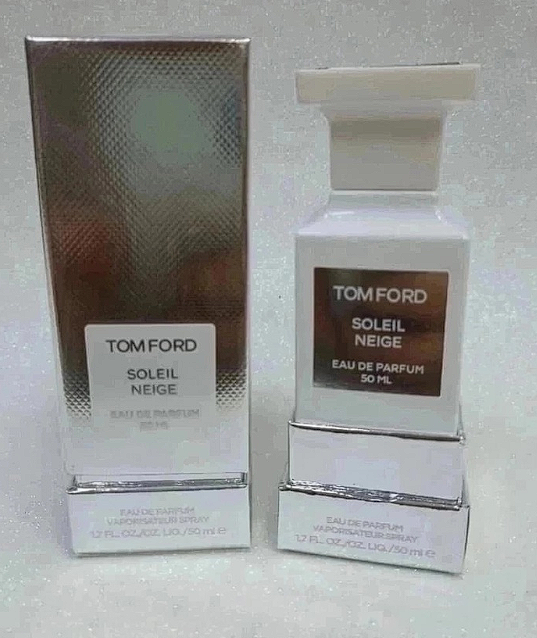 TOM FORD
SOLEIL
NEIGE
EAU DE PARFUM
50 ML
EAU DE PARFUM
VAPORISATEUR SPRAY
1.7 FL. OZ./OZ. LIQ./50 ml e
TOM FORD
SOLEIL
NEIGE
EAU DE PARFUM
50 ML
EAU DE PARFUM
VAPORISATEUR SPRAY
1.7 FL. OZ./OZ. LIQ./50 ml e